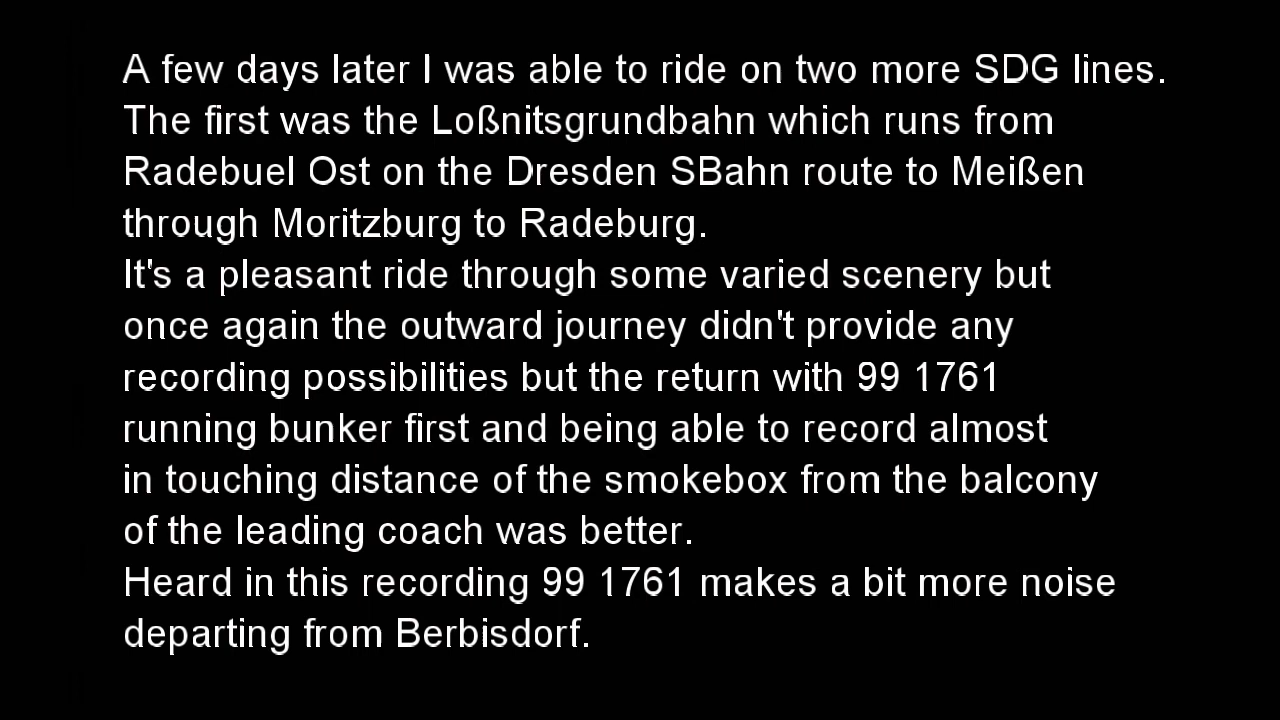 A few days later I was able to ride on two more SDG lines.
The first was the Loßnitsgrundbahn which runs from
Radebuel Ost on the Dresden SBahn route to Meißen
through Moritzburg to Radeburg.
It's a pleasant ride through some varied scenery but
once again the outward journey didn't provide any
recording possibilities but the return with 99 1761
running bunker first and being able to record almost
in touching distance of the smokebox from the balcony
of the leading coach was better.
Heard in this recording 99 1761 makes a bit more noise
departing from Berbisdorf.